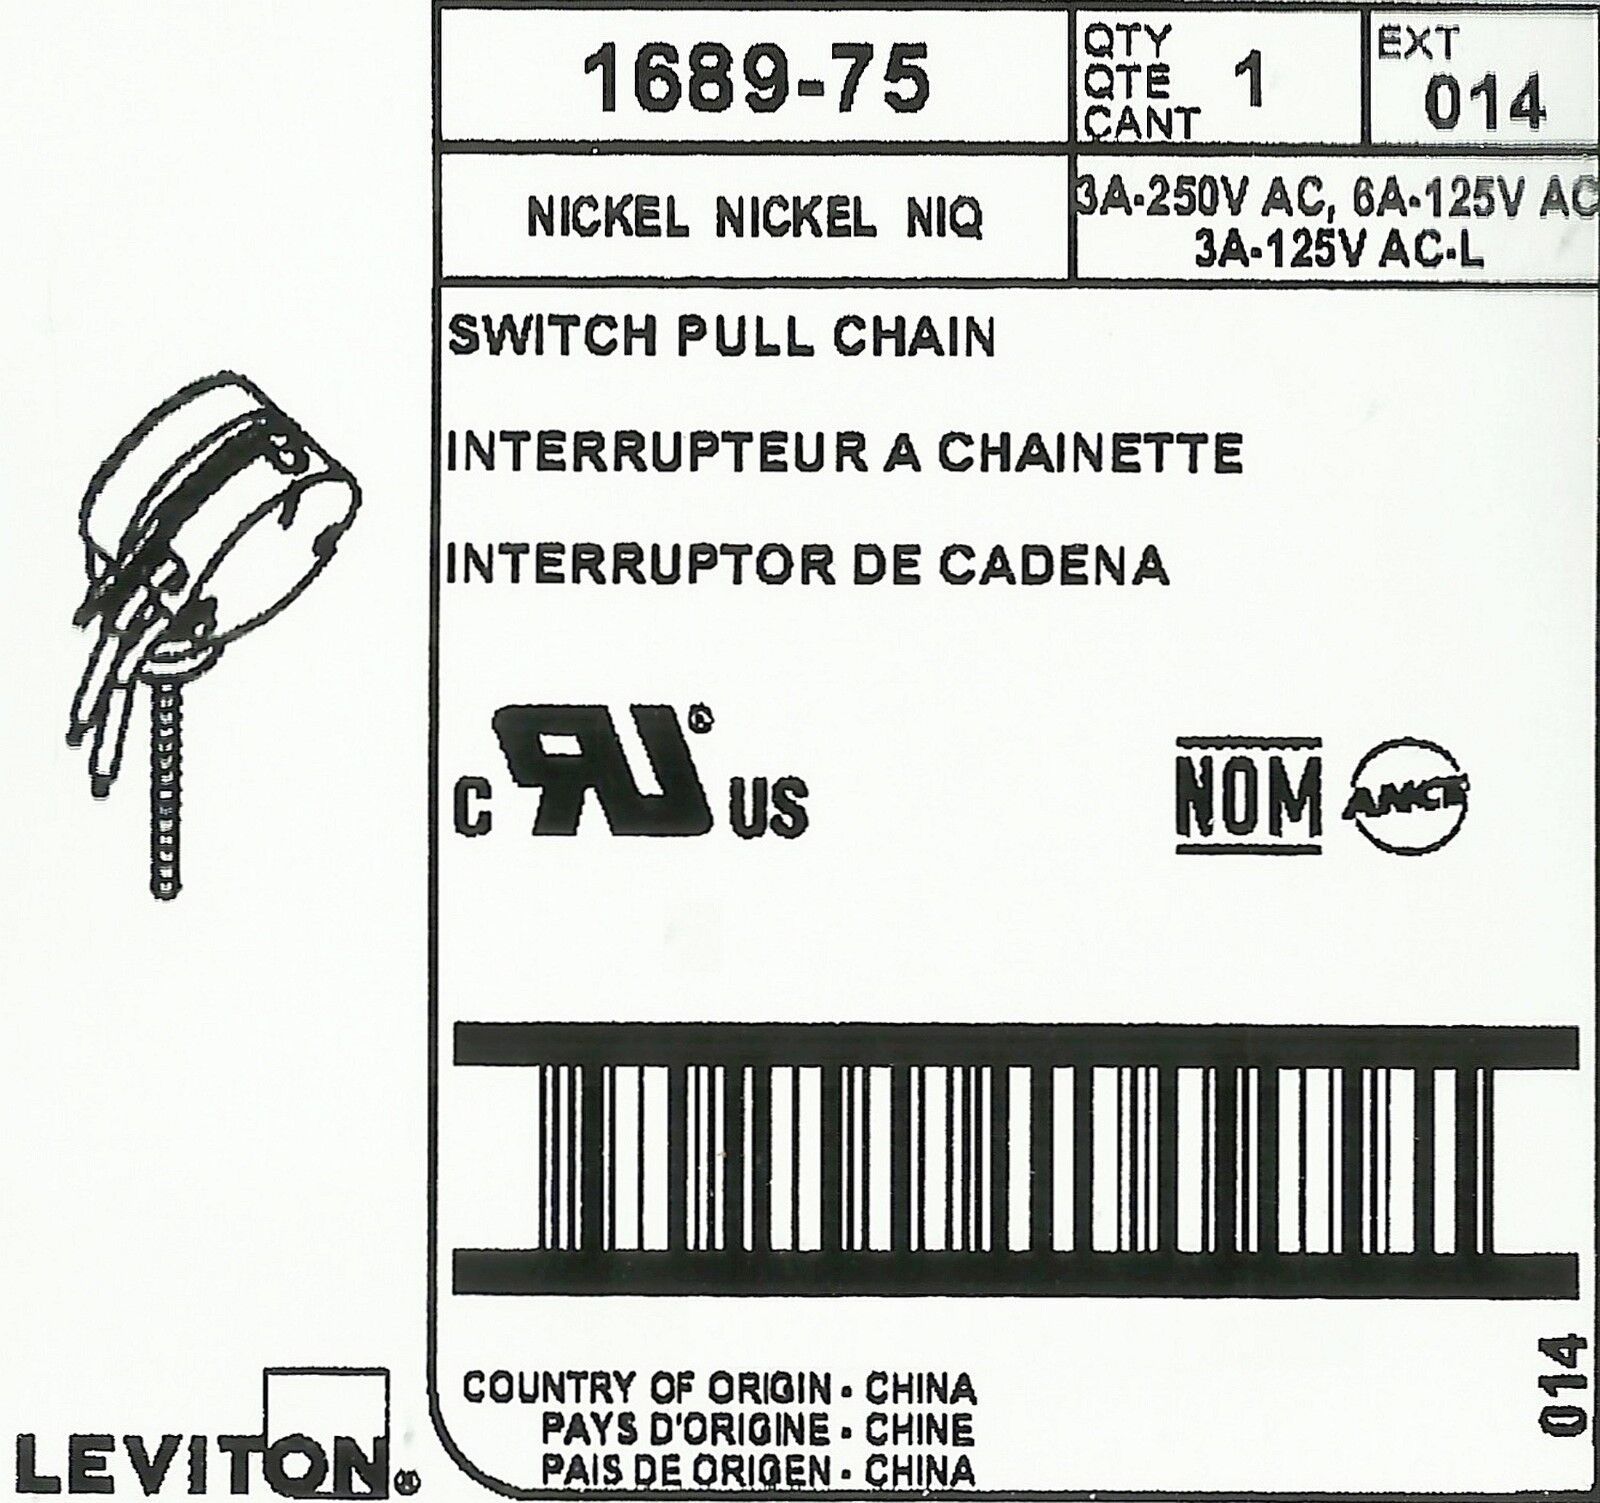 1689-75
QTY
QTE
CANT
1
EXT
014
NICKEL NICKEL NIQ
3A-250V AC, 6A-125V AC
3A-125V AC-L
SWITCH PULL CHAIN
INTERRUPTEUR A CHAINETTE
INTERRUPTOR DE CADENA
C RU® US
NOM ANCE
014
COUNTRY OF ORIGIN - CHINA
PAYS D'ORIGINE - CHINE
PAIS DE ORIGEN - CHINA
LEVITON®